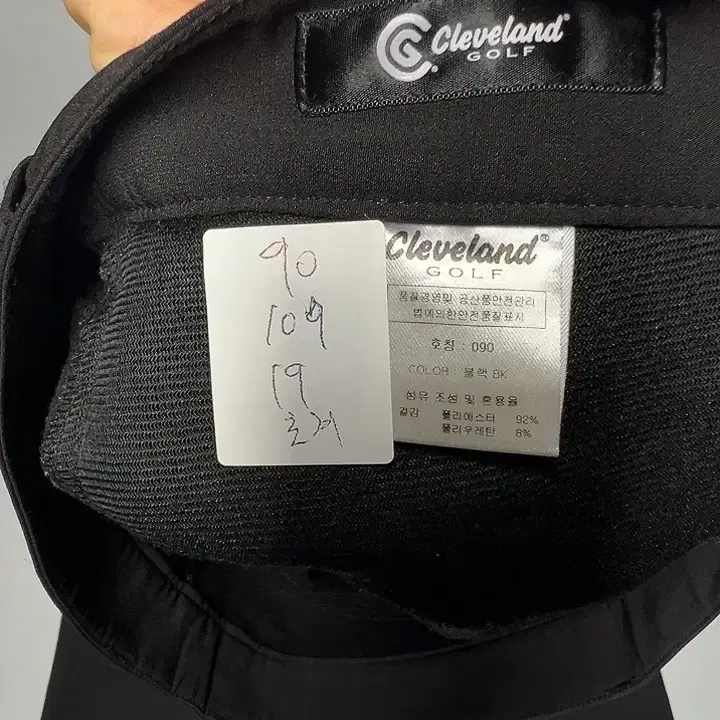 Cleveland®
GOLF
90
109
19
Cleveland®
GOLF
품질경영및 공산품안전관리
법에의한안전품질표시
호칭 : 090
COLOR : 블랙 BK
섬유 조성 및 혼용율
겉감 폴리에스터 92%
폴리우레탄 8%